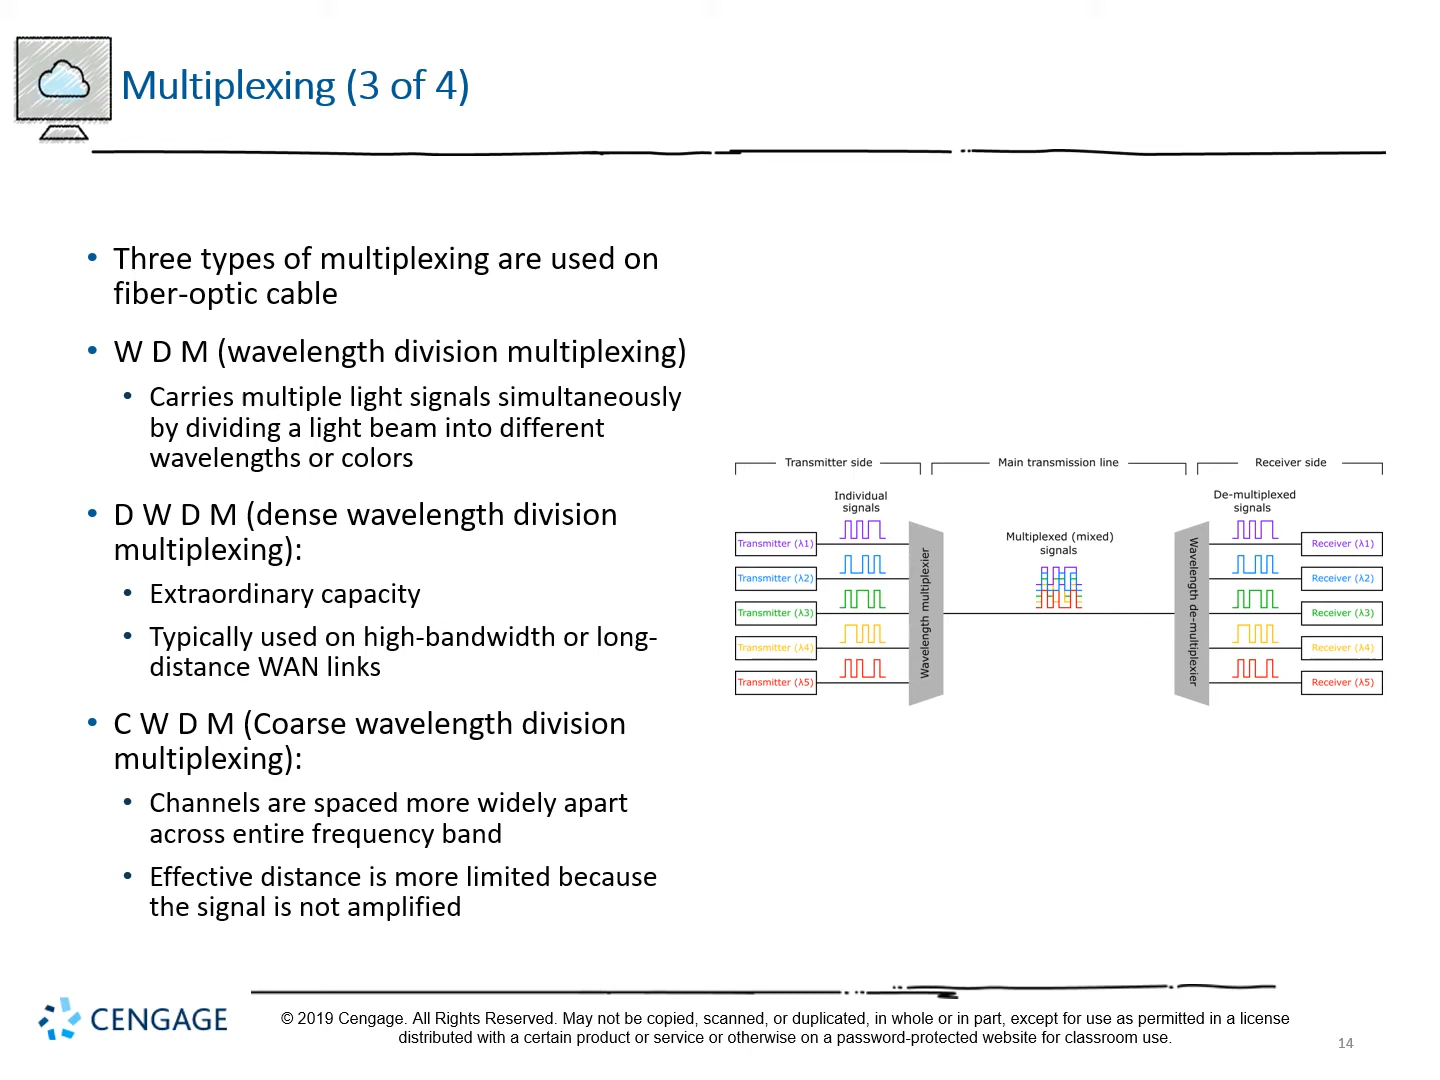 Multiplexing (3 of 4)
• Three types of multiplexing are used on
fiber-optic cable
• W D M (wavelength division multiplexing)
• Carries multiple light signals simultaneously
by dividing a light beam into different
wavelengths or colors
• D W D M (dense wavelength division
multiplexing):
• Extraordinary capacity
• Typically used on high-bandwidth or long-
distance WAN links
• C W D M (Coarse wavelength division
multiplexing):
• Channels are spaced more widely apart
across entire frequency band
• Effective distance is more limited because
the signal is not amplified
Transmitter side
Main transmission line
Receiver side
Individual
signals
De-multiplexed
signals
Multiplexed (mixed)
signals
Transmitter (λ1)
Transmitter (λ2)
Transmitter (λ3)
Transmitter (λ4)
Transmitter (λ5)
Wavelength multiplexier
Wavelength de-multiplexier
Receiver (λ1)
Receiver (λ2)
Receiver (λ3)
Receiver (λ4)
Receiver (λ5)
CENGAGE
© 2019 Cengage. All Rights Reserved. May not be copied, scanned, or duplicated, in whole or in part, except for use as permitted in a license
distributed with a certain product or service or otherwise on a password-protected website for classroom use.
14